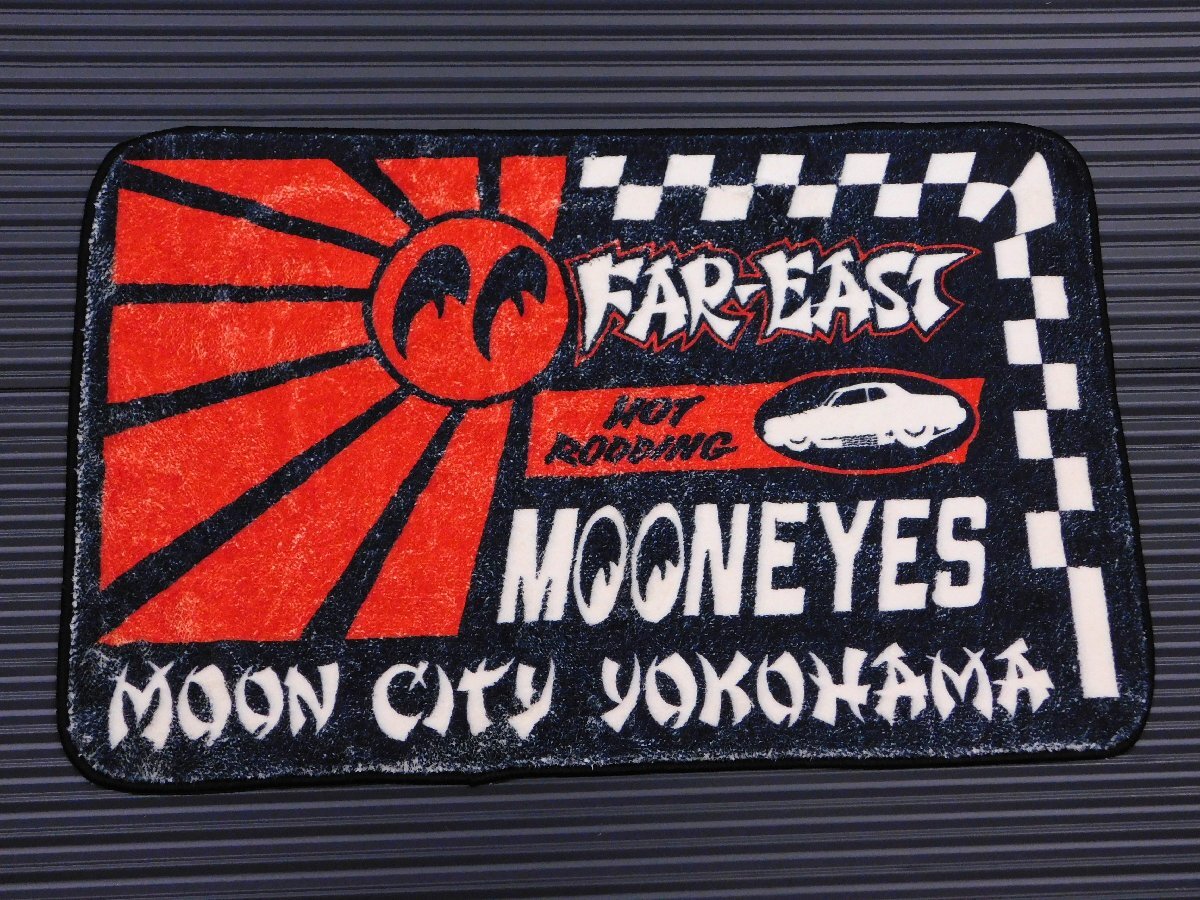 FAR-EAST
HOT
RODDING
MOONEYES
MOON CITY YOKOHAMA